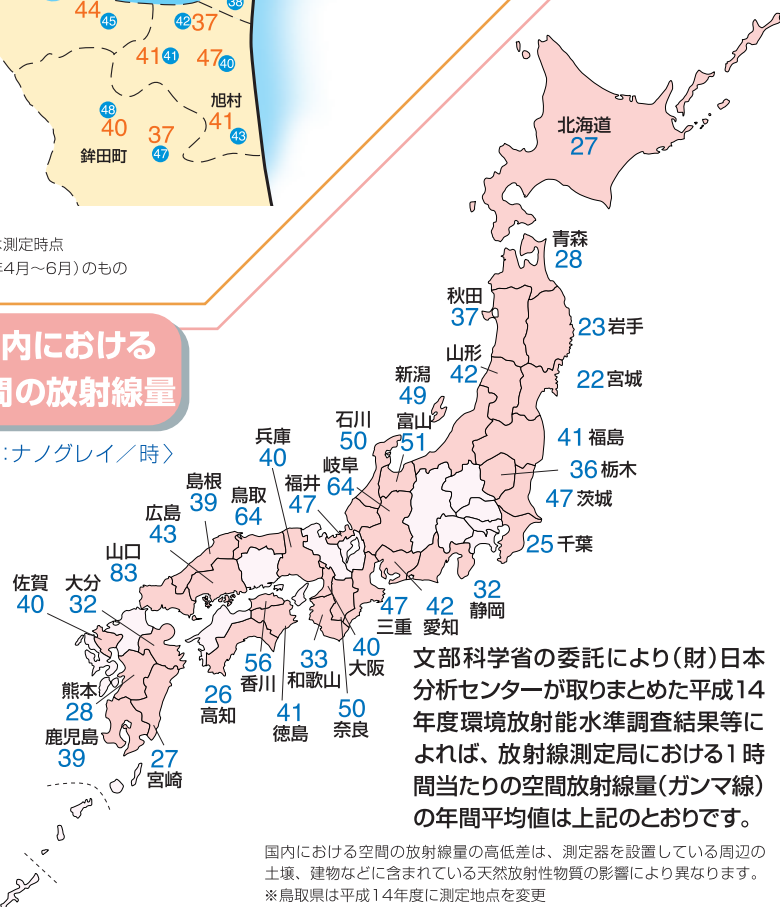 38
44
45
42
37
41
41
47
40
旭村
48
40
37
41
43
47
鉾田町
測定時点
年4月〜6月）のもの
内における
間の放射線量
：ナノグレイ／時〉
北海道
27
青森
28
秋田
37
23岩手
山形
42
22宮城
新潟
49
石川
50
富山
51
41福島
兵庫
40
岐阜
64
36栃木
島根
39
鳥取
64
福井
47
47茨城
広島
43
25千葉
山口
83
佐賀
40
大分
32
32
静岡
47
三重
42
愛知
40
大阪
56
香川
33
和歌山
26
高知
41
徳島
50
奈良
熊本
28
鹿児島
39
27
宮崎
文部科学省の委託により（財）日本
分析センターが取りまとめた平成14
年度環境放射能水準調査結果等に
よれば、放射線測定局における1時
間当たりの空間放射線量（ガンマ線）
の年間平均値は上記のとおりです。
国内における空間の放射線量の高低差は、測定器を設置している周辺の
土壌、建物などに含まれている天然放射性物質の影響により異なります。
※鳥取県は平成14年度に測定地点を変更